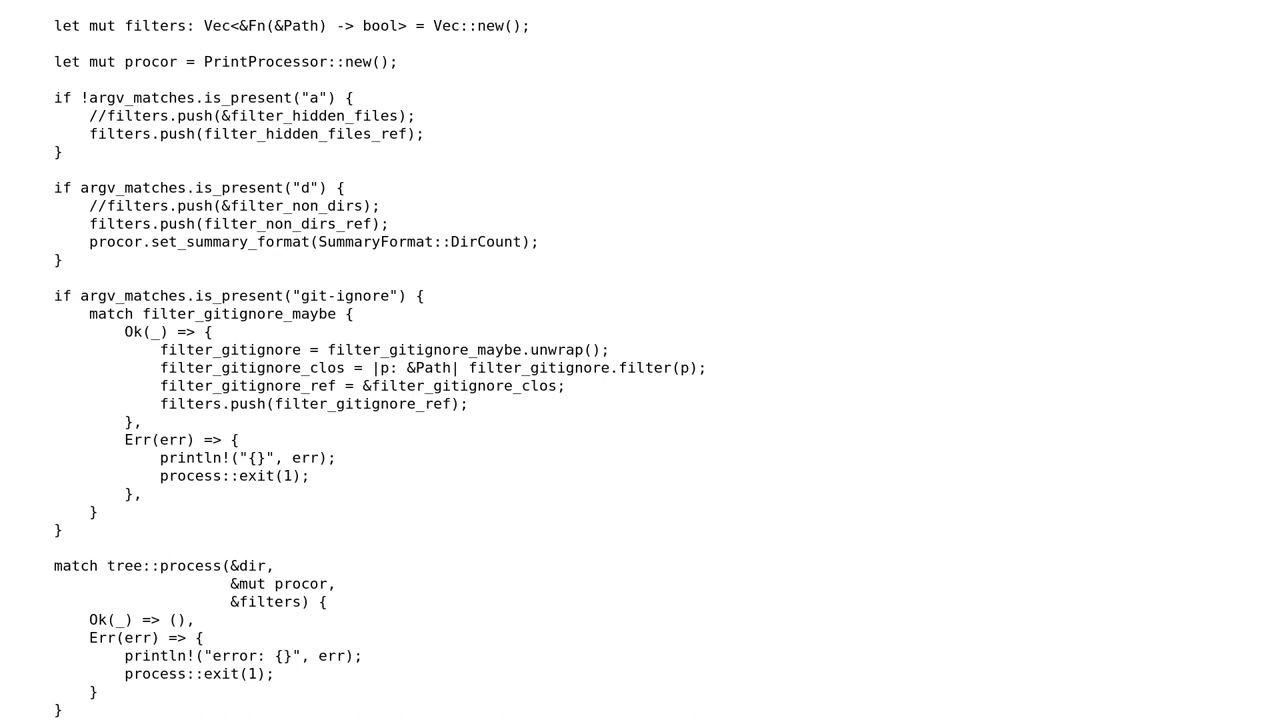 let mut filters: Vec<&Fn(&Path) -> bool> = Vec::new();

let mut procor = PrintProcessor::new();

if !argv_matches.is_present("a") {
    //filters.push(&filter_hidden_files);
    filters.push(filter_hidden_files_ref);
}

if argv_matches.is_present("d") {
    //filters.push(&filter_non_dirs);
    filters.push(filter_non_dirs_ref);
    procor.set_summary_format(SummaryFormat::DirCount);
}

if argv_matches.is_present("git-ignore") {
    match filter_gitignore_maybe {
        Ok(_) => {
            filter_gitignore = filter_gitignore_maybe.unwrap();
            filter_gitignore_clos = |p: &Path| filter_gitignore.filter(p);
            filter_gitignore_ref = &filter_gitignore_clos;
            filters.push(filter_gitignore_ref);
        },
        Err(err) => {
            println!("{}", err);
            process::exit(1);
        },
    }
}

match tree::process(&dir,
                    &mut procor,
                    &filters) {
    Ok(_) => (),
    Err(err) => {
        println!("error: {}", err);
        process::exit(1);
    }
}